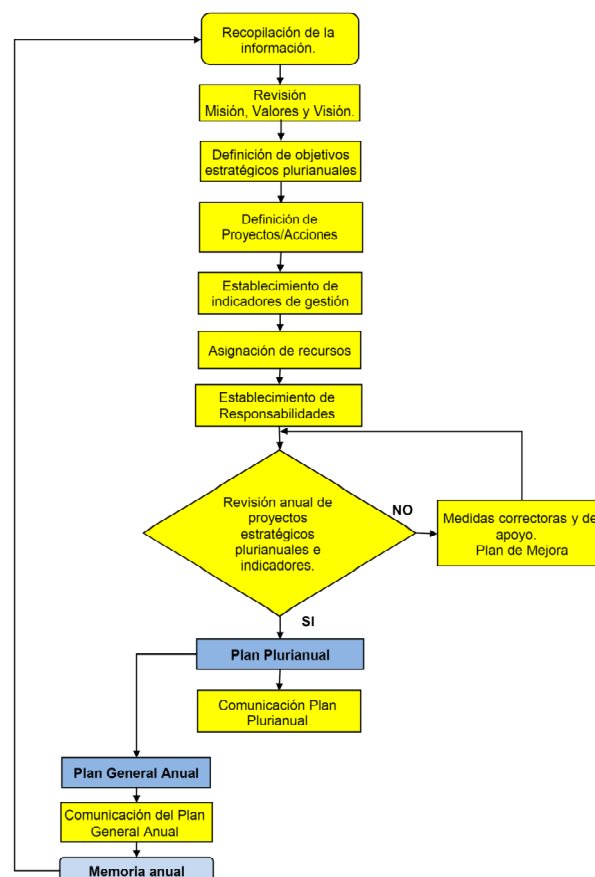 Recopilación de la
información.
Revisión
Misión, Valores y Visión.
Definición de objetivos
estratégicos plurianuales
Definición de
Proyectos/Acciones
Establecimiento de
indicadores de gestión
Asignación de recursos
Establecimiento de
Responsabilidades
Revisión anual de
proyectos
estratégicos
plurianuales e
indicadores.
NO
Medidas correctoras y de
apoyo.
Plan de Mejora
SI
Plan Plurianual
Comunicación Plan
Plurianual
Plan General Anual
Comunicación del Plan
General Anual
Memoria anual